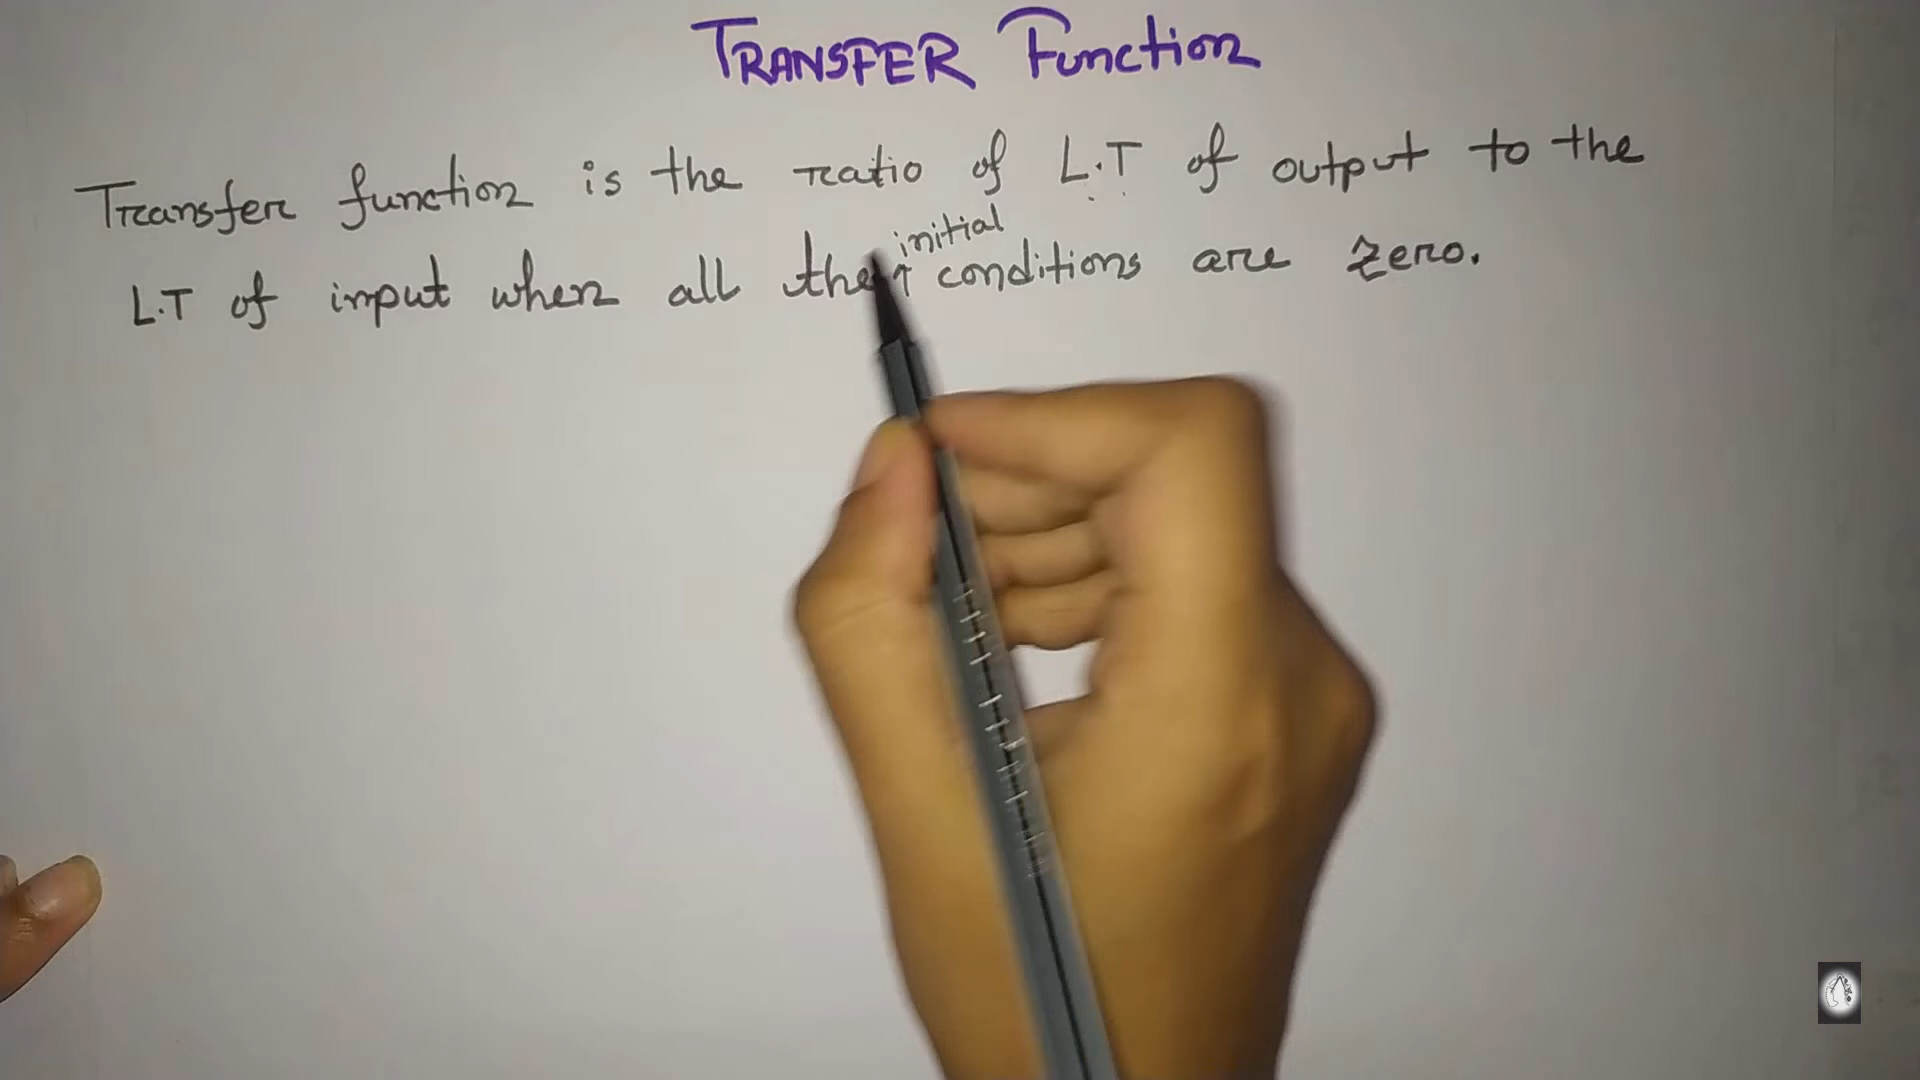 TRANSFER Function
Transfer function is the ratio of L.T of output to the
initial
L.T of input when all the conditions are zero.